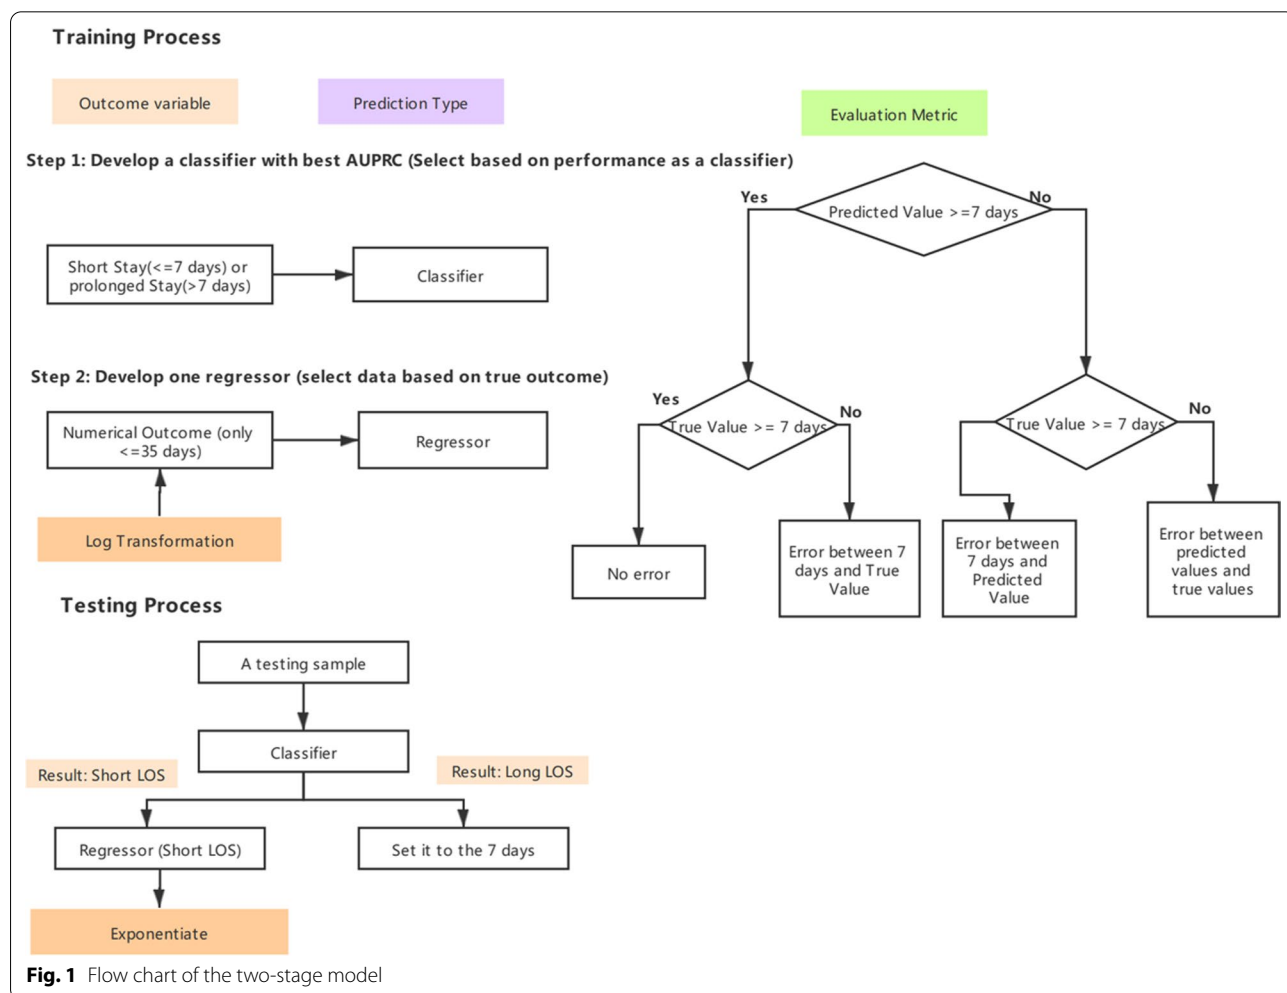 Training Process
Outcome variable
Prediction Type
Evaluation Metric
Step 1: Develop a classifier with best AUPRC (Select based on performance as a classifier)
Short Stay(<=7 days) or
prolonged Stay(>7 days)
Classifier
Step 2: Develop one regressor (select data based on true outcome)
Numerical Outcome (only
<=35 days)
Regressor
Log Transformation
Yes
No
Predicted Value >=7 days
Yes
No
True Value >= 7 days
No
True Value >= 7 days
No error
Error between 7
days and True
Value
Error between
7 days and
Predicted
Value
Error between
predicted
values and
true values
Testing Process
A testing sample
Classifier
Result: Short LOS
Result: Long LOS
Regressor (Short LOS)
Set it to the 7 days
Exponentiate
Fig. 1 Flow chart of the two-stage model